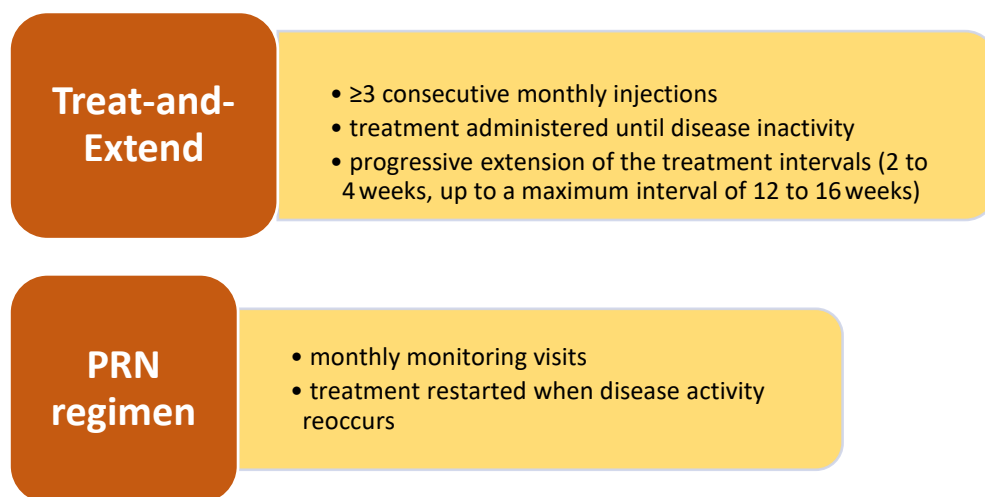 Treat-and-
Extend
• ≥3 consecutive monthly injections
• treatment administered until disease inactivity
• progressive extension of the treatment intervals (2 to
4 weeks, up to a maximum interval of 12 to 16 weeks)
PRN
regimen
• monthly monitoring visits
• treatment restarted when disease activity
reoccurs